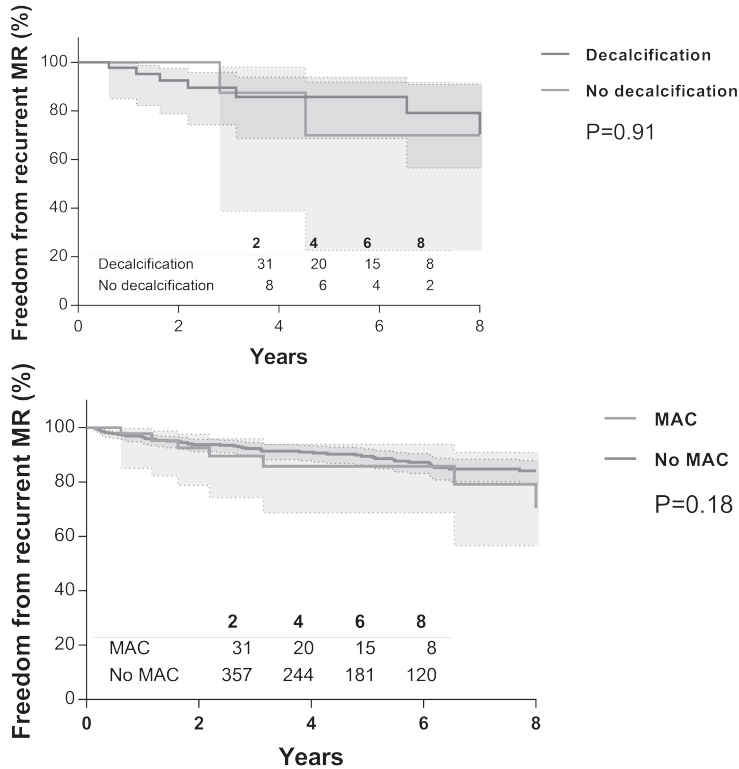 Freedom from recurrent MR (%)
100
80
60
40
20
0
Decalcification
No decalcification
P=0.91
2 4 6 8
Decalcification 31 20 15 8
No decalcification 8 6 4 2
0 2 4 6 8
Years
Freedom from recurrent MR (%)
100
80
60
40
20
0
MAC
No MAC
P=0.18
2 4 6 8
MAC 31 20 15 8
No MAC 357 244 181 120
0 2 4 6 8
Years